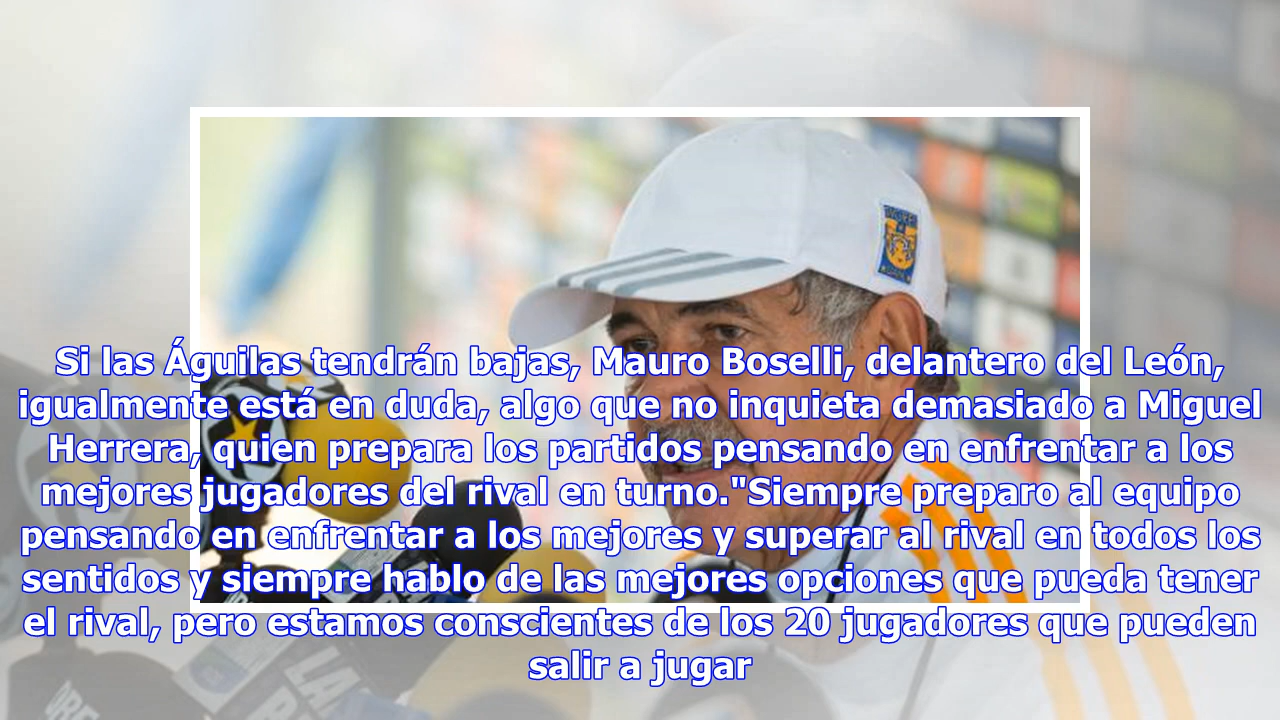 Si las Águilas tendrán bajas, Mauro Boselli, delantero del León,
igualmente está en duda, algo que no inquieta demasiado a Miguel
Herrera, quien prepara los partidos pensando en enfrentar a los
mejores jugadores del rival en turno."Siempre preparo al equipo
pensando en enfrentar a los mejores y superar al rival en todos los
sentidos y siempre hablo de las mejores opciones que pueda tener
el rival, pero estamos conscientes de los 20 jugadores que pueden
salir a jugar